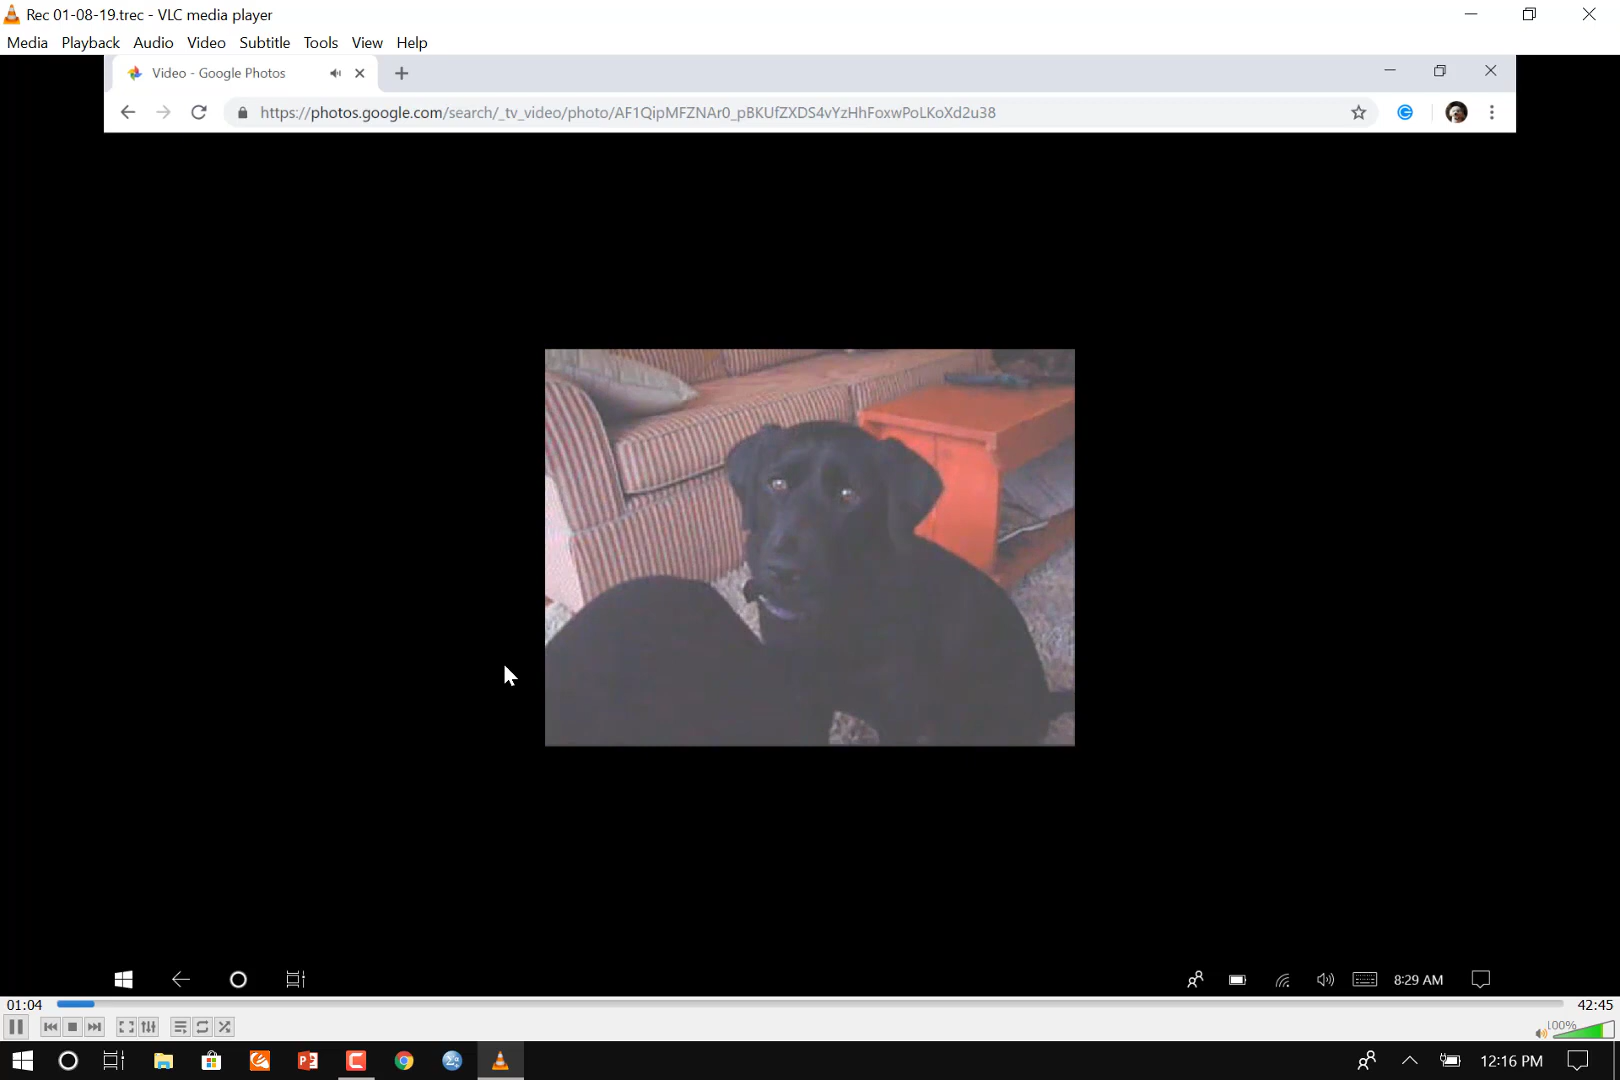 Rec 01-08-19.trec - VLC media player
Media Playback Audio Video Subtitle Tools View Help
Video - Google Photos
https://photos.google.com/search/_tv_video/photo/AF1QipMFZNAr0_pBKUfZXDS4vYzHhFoxwPoLKoXd2u38
8:29 AM
01:04 42:45
100%
12:16 PM